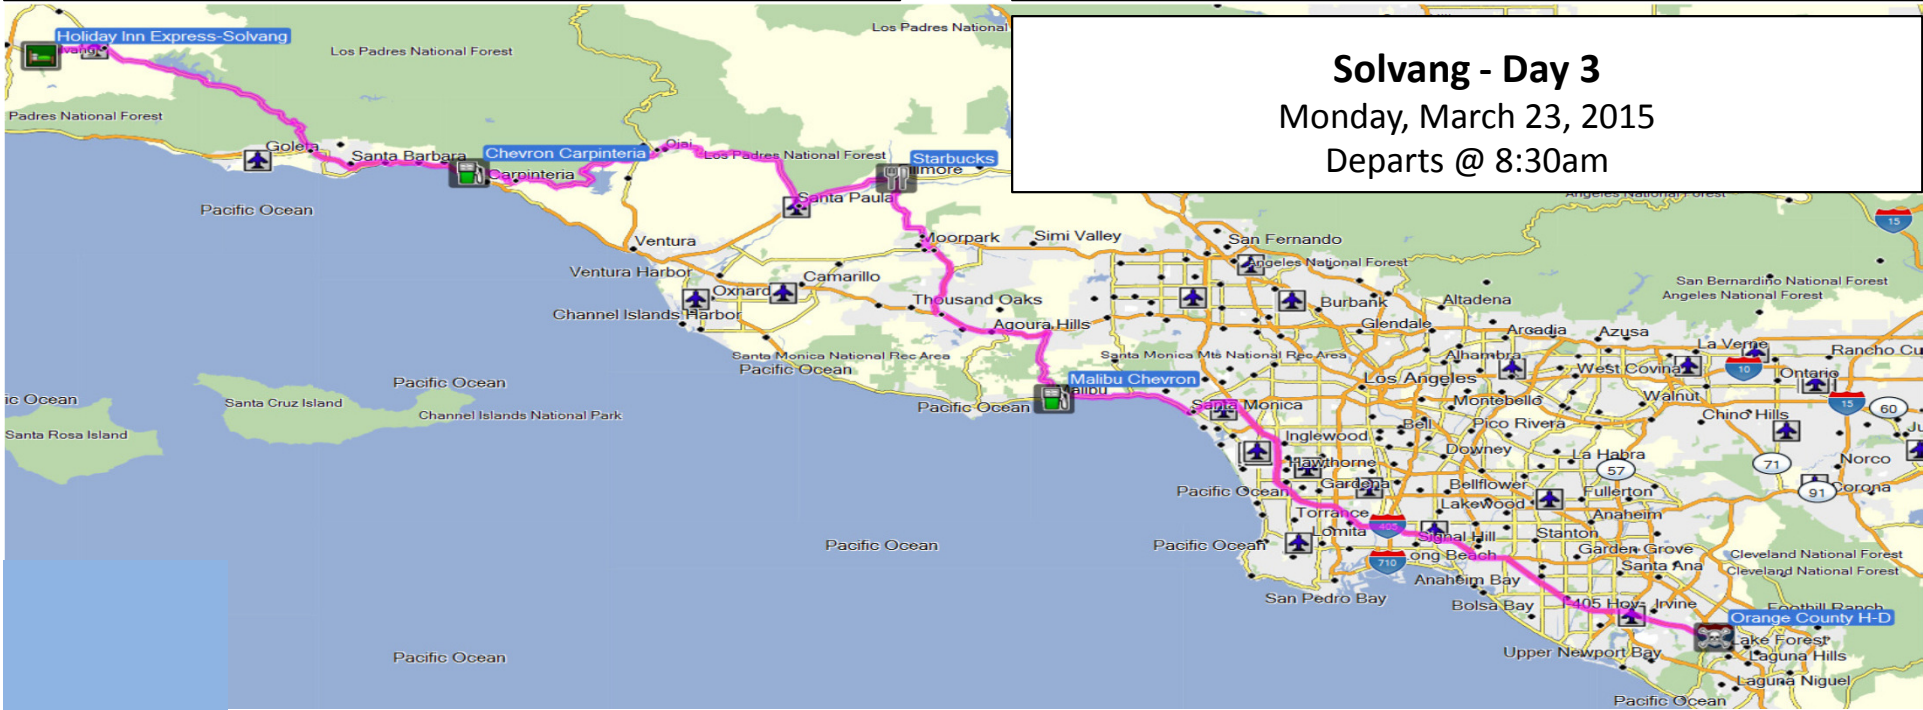 Solvang - Day 3
Monday, March 23, 2015
Departs @ 8:30am
Los Padres National
Holiday Inn Express-Solvang
Los Padres National Forest
Padres National Forest
Goleta
Santa Barbara
Chevron Carpinteria
Carpinteria
Ojai
Los Padres National Forest
Starbucks
Santa Paula
Pacific Ocean
Ventura
Moorpark
Simi Valley
San Fernando
Angeles National Forest
Angeles National Forest
15
Ventura Harbor
Camarillo
Oxnard
Channel Islands Harbor
Thousand Oaks
Agoura Hills
Burbank
Altadena
San Bernardino National Forest
Angeles National Forest
Glendale
Arcadia
Azusa
La Verne
Rancho Cu
Santa Monica National Rec Area
Pacific Ocean
Santa Monica Mts National Rec Area
Alhambra
West Covina
10
Ontario
Pacific Ocean
Santa Cruz Island
Channel Islands National Park
ic Ocean
Santa Rosa Island
Malibu Chevron
Pacific Ocean
Los Angeles
Montebello
Walnut
15
60
Santa Monica
Chino Hills
Inglewood
Bell
Pico Rivera
Ju
Hawthorne
Downey
La Habra
57
71
Norco
Pacific Ocean
Gardena
Bellflower
Fullerton
91
Corona
Torrance
Lakewood
Anaheim
Lomita
405
Signal Hill
Stanton
Pacific Ocean
Pacific Ocean
710
Long Beach
Garden Grove
Cleveland National Forest
Santa Ana
Cleveland National Forest
San Pedro Bay
Anaheim Bay
Bolsa Bay
Irvine
Foothill Ranch
Orange County H-D
Lake Forest
Upper Newport Bay
Laguna Hills
Pacific Ocean
Laguna Niguel
Pacific Ocean